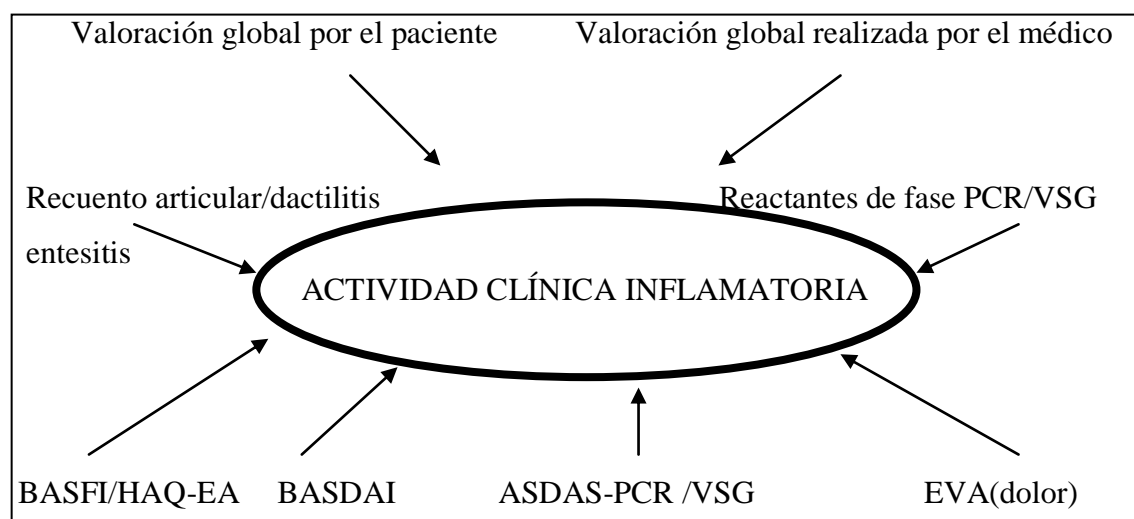 Valoración global por el paciente Valoración global realizada por el médico
Recuento articular/dactilitis Reactantes de fase PCR/VSG
entesitis
ACTIVIDAD CLÍNICA INFLAMATORIA
BASFI/HAQ-EA BASDAI ASDAS-PCR /VSG EVA(dolor)